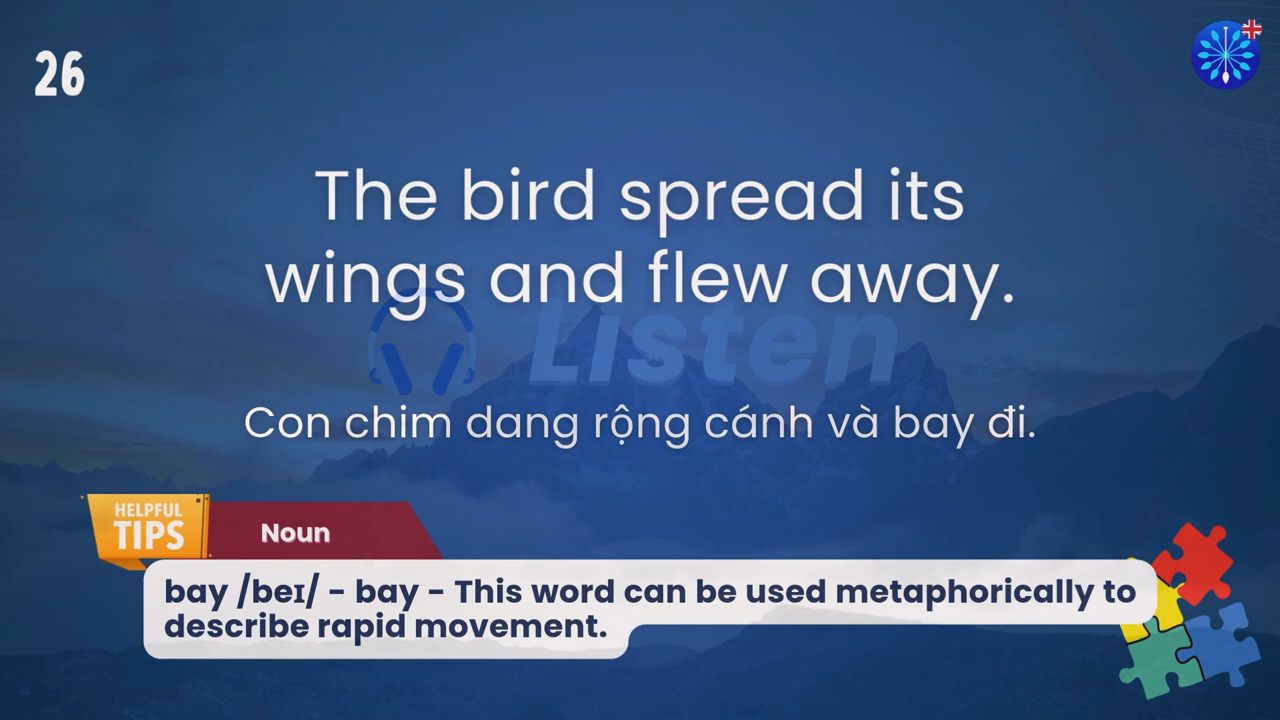 26
The bird spread its
wings and flew away.
Listen
Con chim dang rộng cánh và bay đi.
HELPFUL
TIPS
Noun
bay /beɪ/ - bay - This word can be used metaphorically to
describe rapid movement.